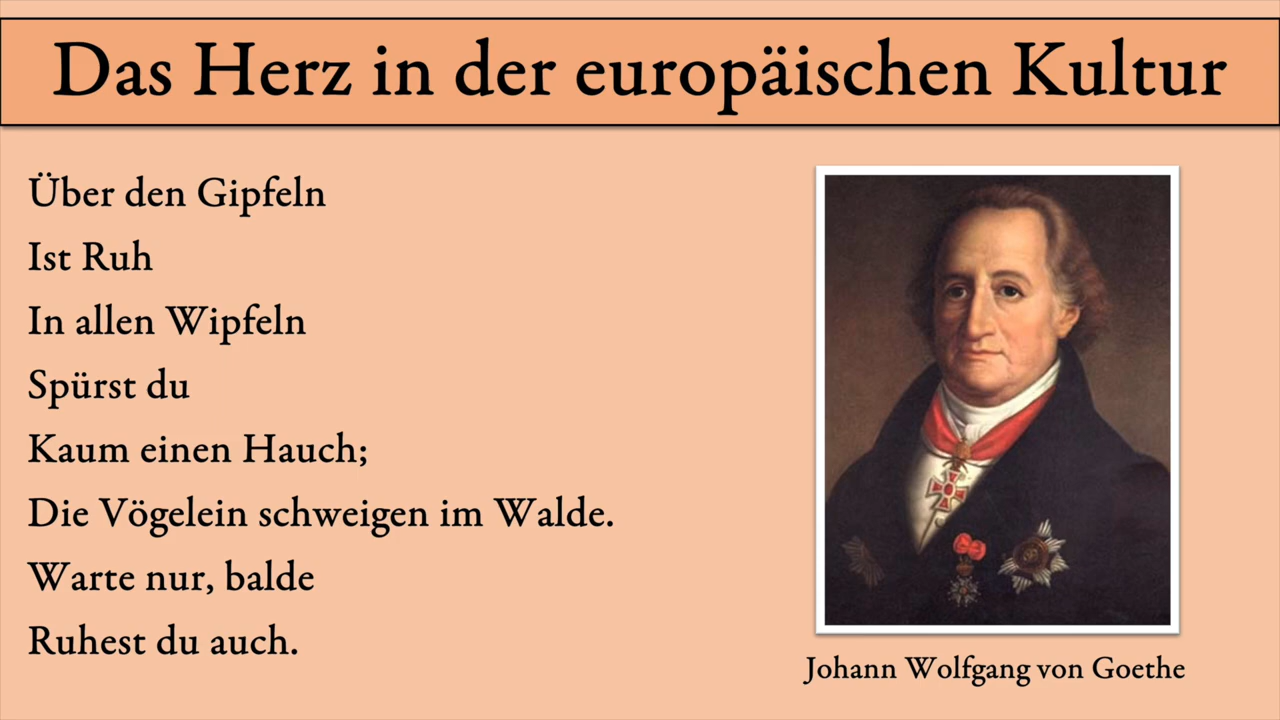 Das Herz in der europäischen Kultur
Über den Gipfeln
Ist Ruh
In allen Wipfeln
Spürst du
Kaum einen Hauch;
Die Vögelein schweigen im Walde.
Warte nur, balde
Ruhest du auch.
Johann Wolfgang von Goethe